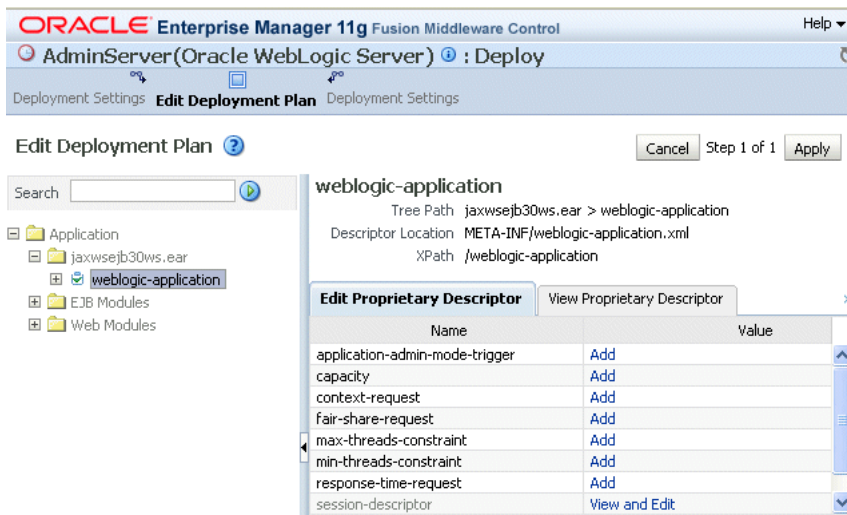 ORACLE Enterprise Manager 11g Fusion Middleware Control
Help
AdminServer(Oracle WebLogic Server) : Deploy
Deployment Settings Edit Deployment Plan Deployment Settings
Edit Deployment Plan
Cancel Step 1 of 1 Apply
Search
Application
jaxwsejb30ws.ear
weblogic-application
EJB Modules
Web Modules
weblogic-application
Tree Path jaxwsejb30ws.ear > weblogic-application
Descriptor Location META-INF/weblogic-application.xml
XPath /weblogic-application
Edit Proprietary Descriptor View Proprietary Descriptor
Name Value
application-admin-mode-trigger Add
capacity Add
context-request Add
fair-share-request Add
max-threads-constraint Add
min-threads-constraint Add
response-time-request Add
session-descriptor View and Edit